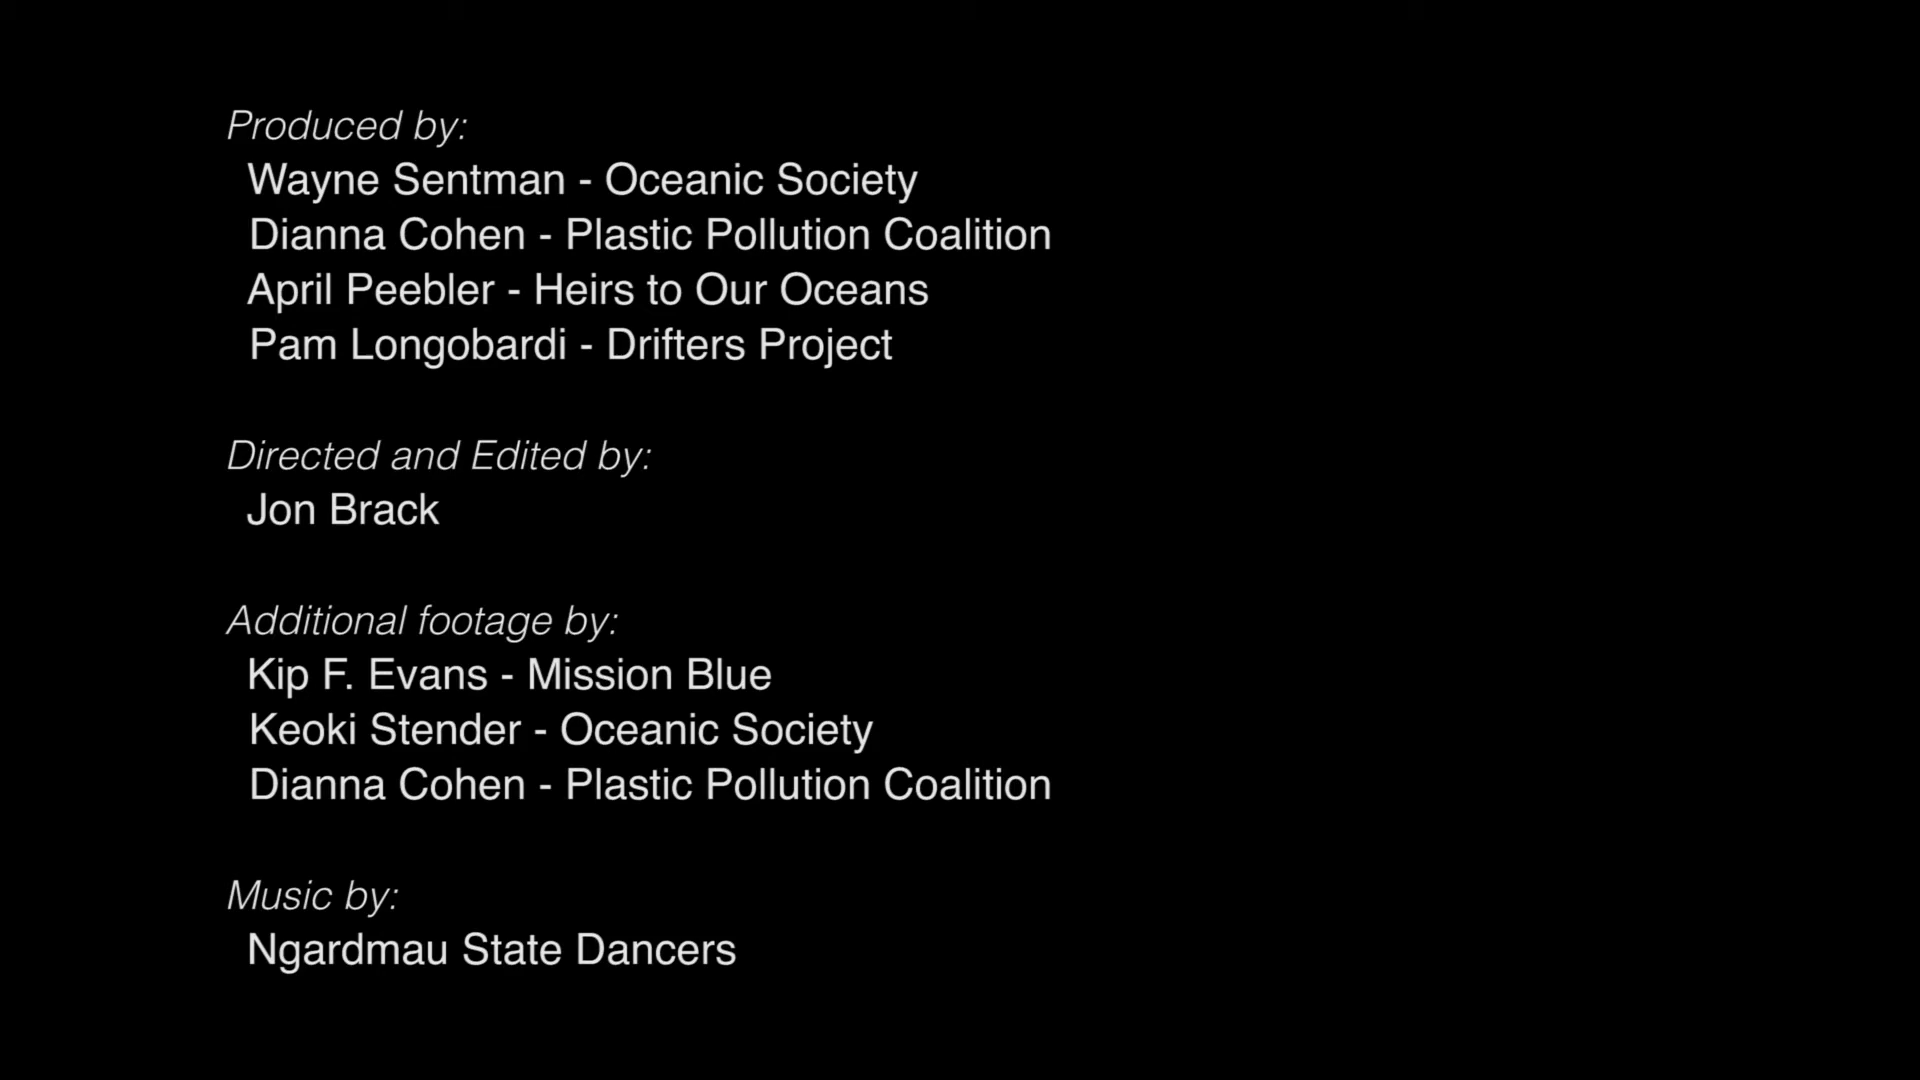 Produced by:
Wayne Sentman - Oceanic Society
Dianna Cohen - Plastic Pollution Coalition
April Peebler - Heirs to Our Oceans
Pam Longobardi - Drifters Project
Directed and Edited by:
Jon Brack
Additional footage by:
Kip F. Evans - Mission Blue
Keoki Stender - Oceanic Society
Dianna Cohen - Plastic Pollution Coalition
Music by:
Ngardmau State Dancers